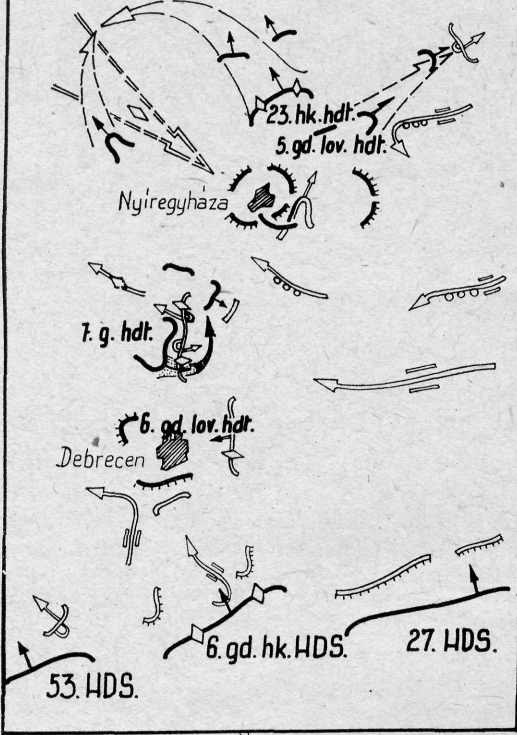 23. hk. hdt.
5. gd. lov. hdt.
Nyíregyháza
7. g. hdt.
6. gd. lov. hdt.
Debrecen
6. gd. hk. HDS.
27. HDS.
53. HDS.